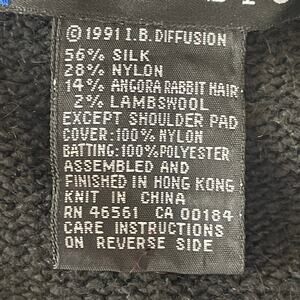 © 1991 I.B. DIFFUSION
56% SILK
28% NYLON
14% ANGORA RABBIT HAIR
2% LAMBSWOOL
EXCEPT SHOULDER PAD
COVER: 100% NYLON
BATTING: 100% POLYESTER
ASSEMBLED AND
FINISHED IN HONG KONG
KNIT IN CHINA
RN 46561 CA 00184
CARE INSTRUCTIONS
ON REVERSE SIDE